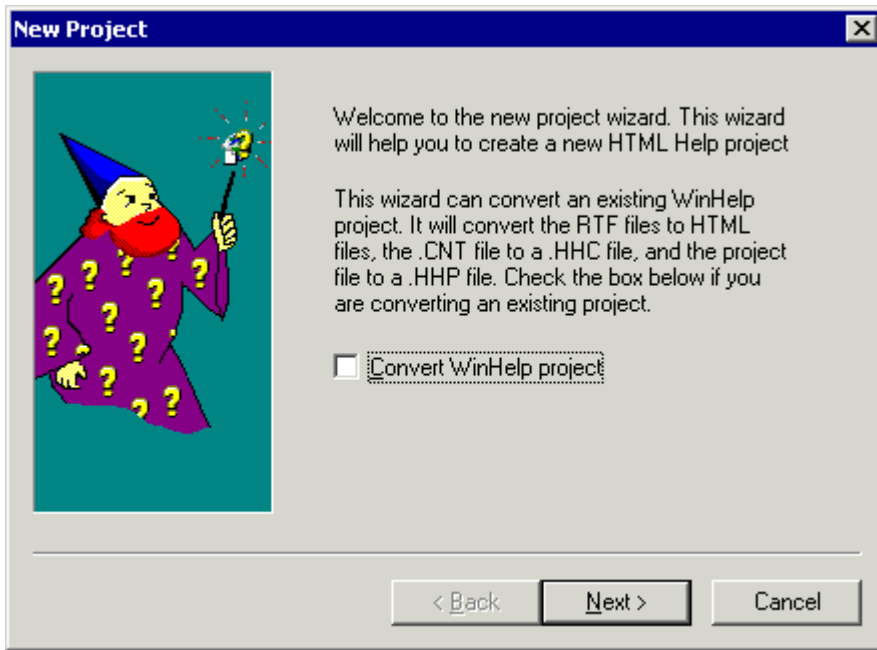 New Project
Welcome to the new project wizard. This wizard
will help you to create a new HTML Help project
This wizard can convert an existing WinHelp
project. It will convert the RTF files to HTML
files, the .CNT file to a .HHC file, and the project
file to a .HHP file. Check the box below if you
are converting an existing project.
Convert WinHelp project
< Back
Next >
Cancel